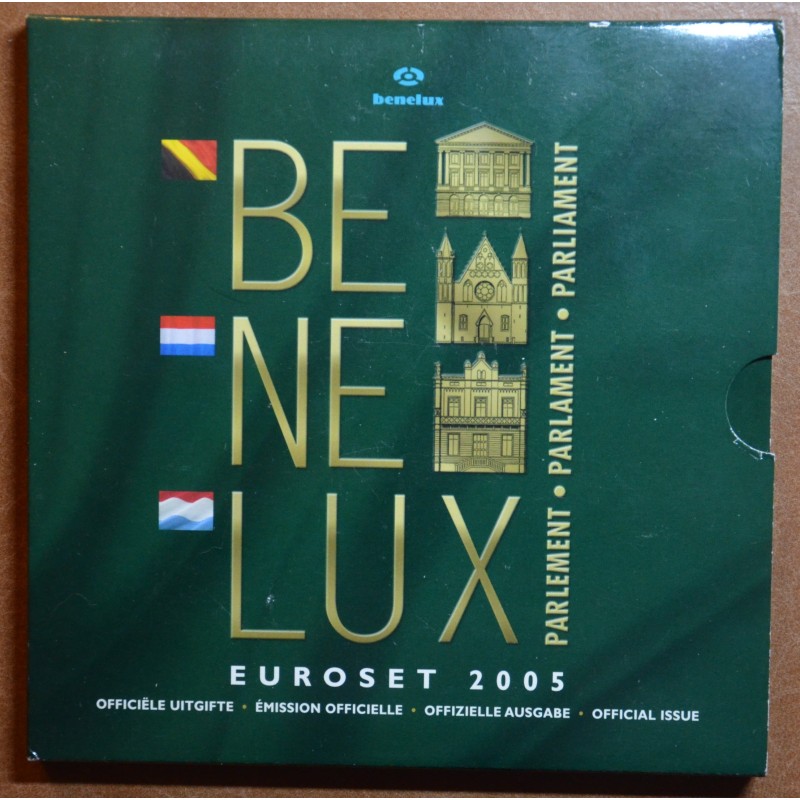 benelux
BE
NE
LUX
PARLEMENT • PARLAMENT • PARLIAMENT
EUROSET 2005
OFFICIËLE UITGIFTE • ÉMISSION OFFICIELLE • OFFIZIELLE AUSGABE • OFFICIAL ISSUE